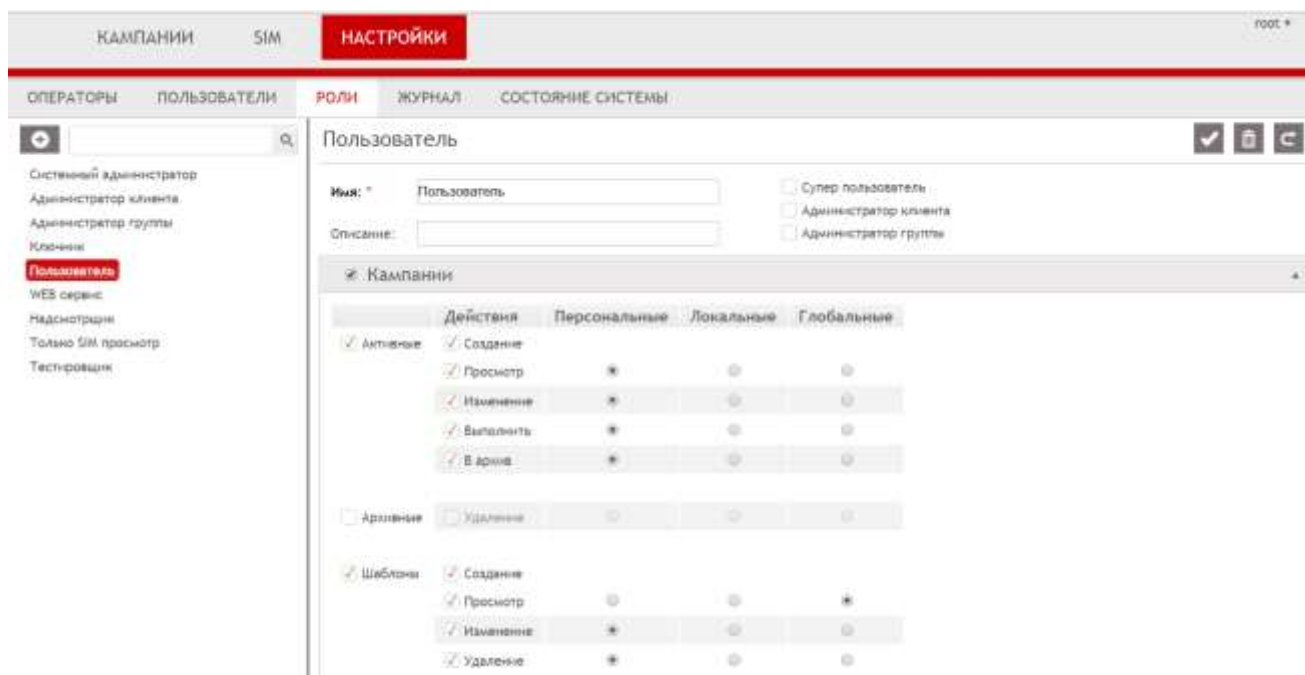 root
КАМПАНИИ SIM НАСТРОЙКИ
ОПЕРАТОРЫ ПОЛЬЗОВАТЕЛИ РОЛИ ЖУРНАЛ СОСТОЯНИЕ СИСТЕМЫ
Пользователь
Системный администратор
Администратор клиента
Администратор группы
Ключник
Пользователь
WEB сервис
Надсмотрщик
Только SIM просмотр
Тестировщик
Имя: * Пользователь
Описание:
Супер пользователь
Администратор клиента
Администратор группы
Кампании
Действия Персональные Локальные Глобальные
Активные Создание
Просмотр
Изменение
Выполнить
В архив
Архивные Удаление
Шаблоны Создание
Просмотр
Изменение
Удаление